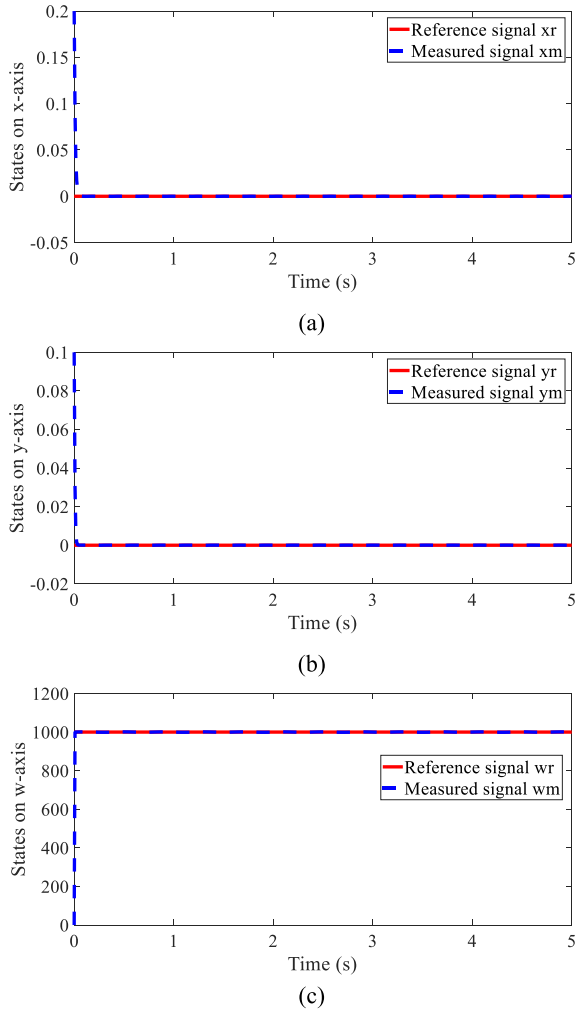 0.2
0.15
0.1
0.05
0
-0.05
States on x-axis
Reference signal xr
Measured signal xm
0 1 2 3 4 5
Time (s)
(a)
0.1
0.08
0.06
0.04
0.02
0
-0.02
States on y-axis
Reference signal yr
Measured signal ym
0 1 2 3 4 5
Time (s)
(b)
1200
1000
800
600
400
200
0
States on w-axis
Reference signal wr
Measured signal wm
0 1 2 3 4 5
Time (s)
(c)